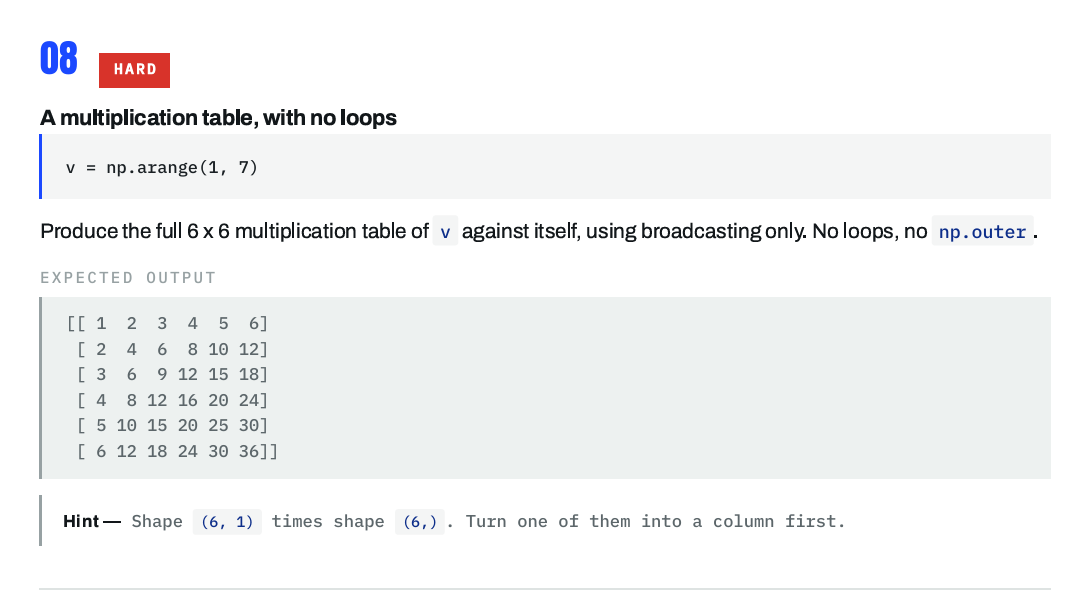 08 HARD
A multiplication table, with no loops
v = np.arange(1, 7)
Produce the full 6 x 6 multiplication table of v against itself, using broadcasting only. No loops, no np.outer.
EXPECTED OUTPUT
[[ 1  2  3  4  5  6]
 [ 2  4  6  8 10 12]
 [ 3  6  9 12 15 18]
 [ 4  8 12 16 20 24]
 [ 5 10 15 20 25 30]
 [ 6 12 18 24 30 36]]
Hint — Shape (6, 1) times shape (6,). Turn one of them into a column first.